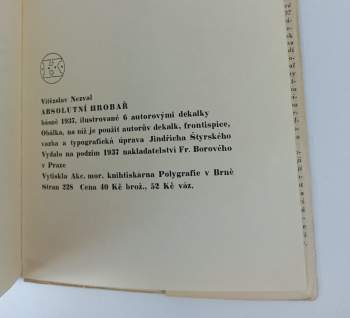 Vítězslav Nezval
ABSOLUTNÍ HROBAŘ
básně 1937, ilustrované 6 autorovými dekalky
Obálka, na níž je použit autorův dekalk, frontispice,
vazba a typografická úprava Jindřicha Štyrského
Vydalo na podzim 1937 nakladatelství Fr. Borového
v Praze
Vytiskla Akc. mor. knihtiskárna Polygrafie v Brně
Stran 228 Cena 40 Kč brož., 52 Kč váz.